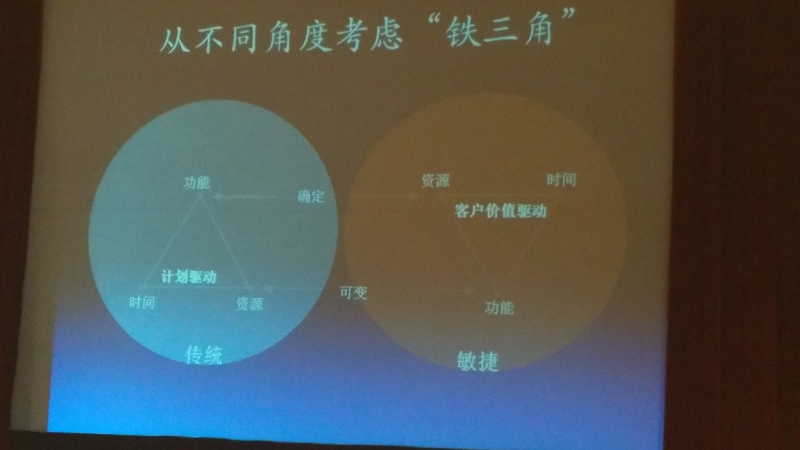 从不同角度考虑“铁三角”
功能 确定 资源 时间
客户价值驱动
计划驱动
时间 资源 可变 功能
传统 敏捷